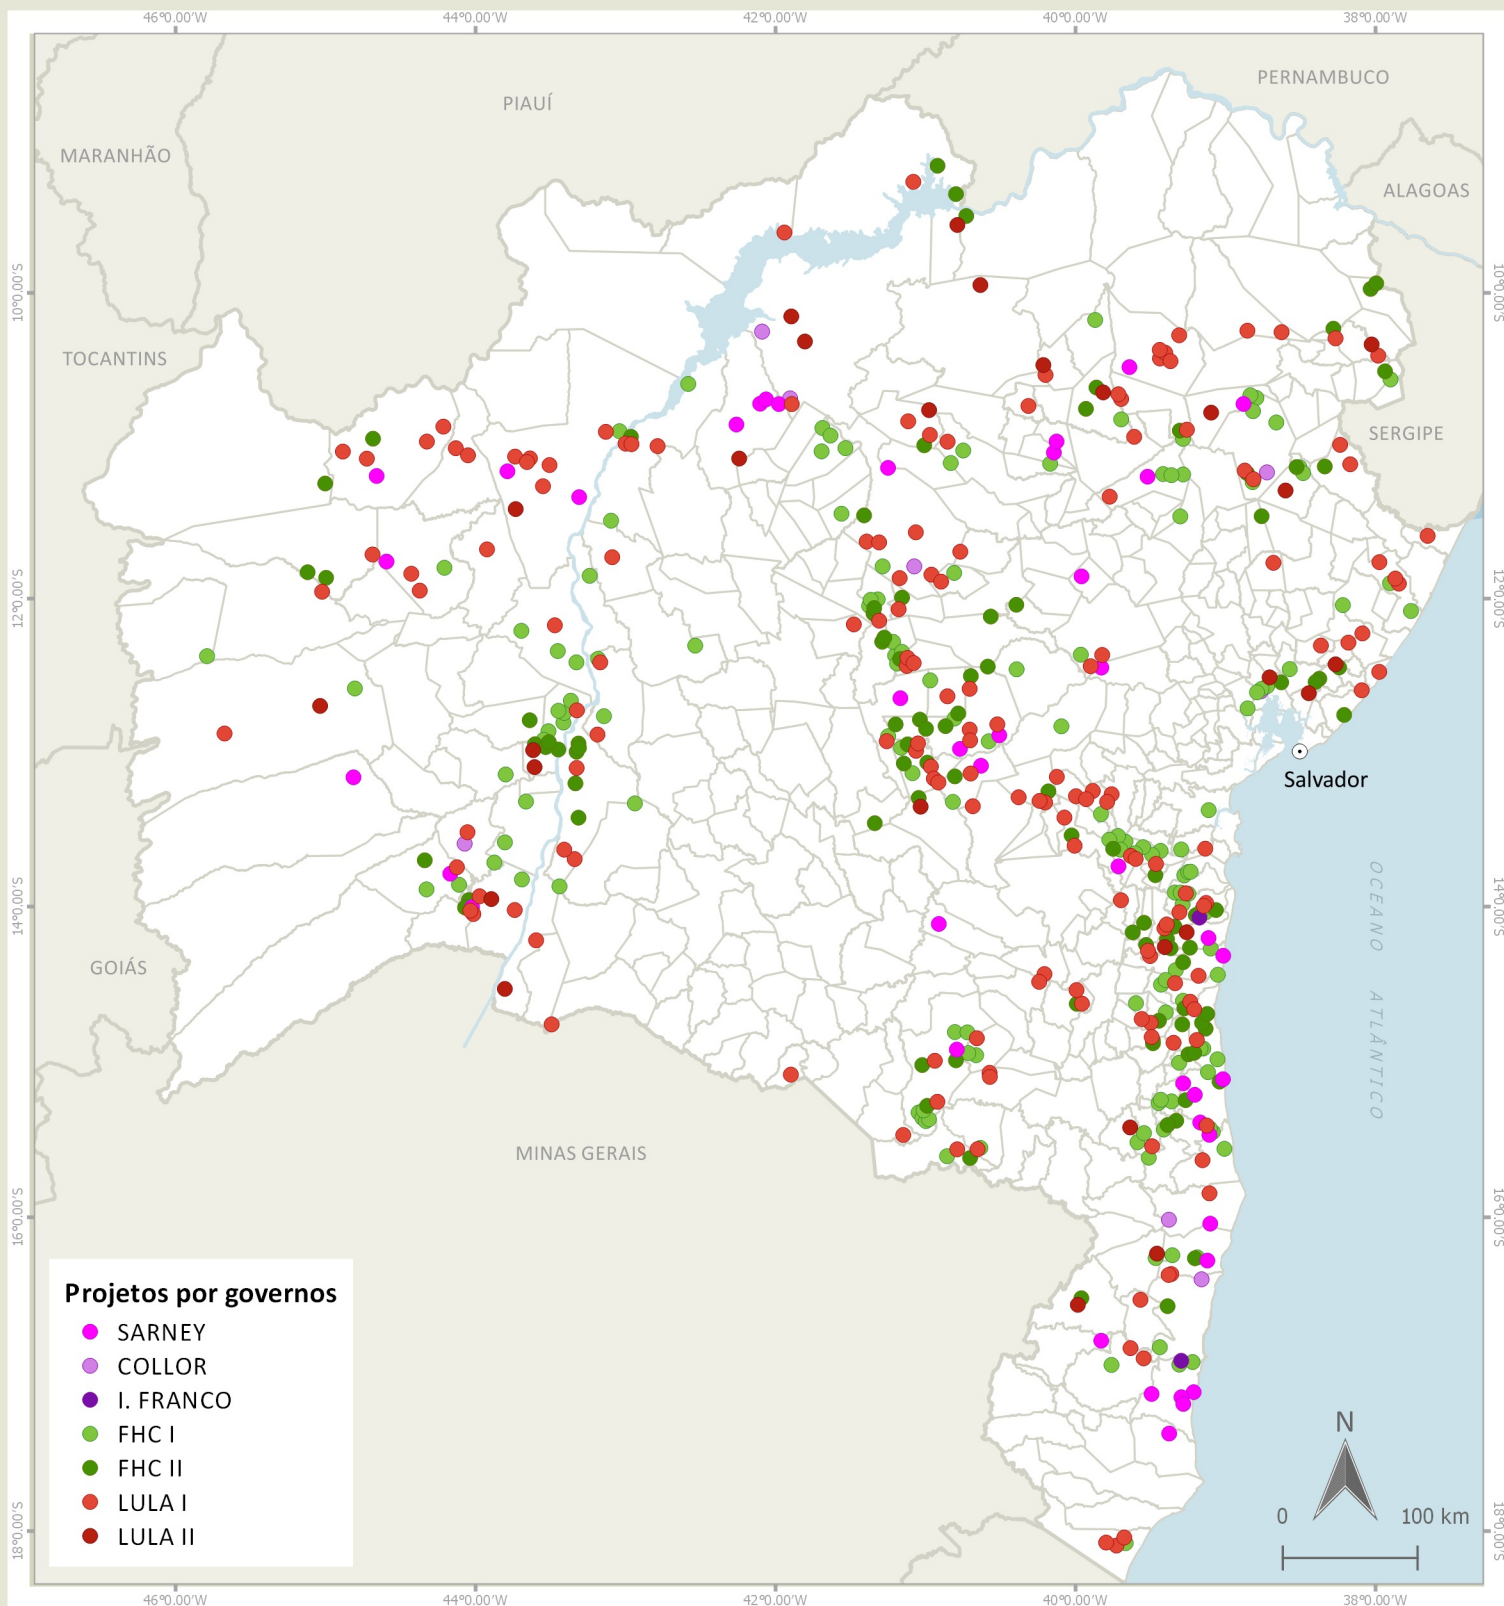 46°0.00'W 44°0.00'W 42°0.00'W 40°0.00'W 38°0.00'W
PERNAMBUCO
PIAUÍ
MARANHÃO
ALAGOAS
10°0.00'S 10°0.00'S
TOCANTINS
SERGIPE
12°0.00'S 12°0.00'S
Salvador
OCEANO ATLÂNTICO
14°0.00'S 14°0.00'S
GOIÁS
MINAS GERAIS
16°0.00'S 16°0.00'S
Projetos por governos
SARNEY
COLLOR
I. FRANCO
FHC I
FHC II
LULA I
LULA II
N
0 100 km
18°0.00'S 18°0.00'S
46°0.00'W 44°0.00'W 42°0.00'W 40°0.00'W 38°0.00'W